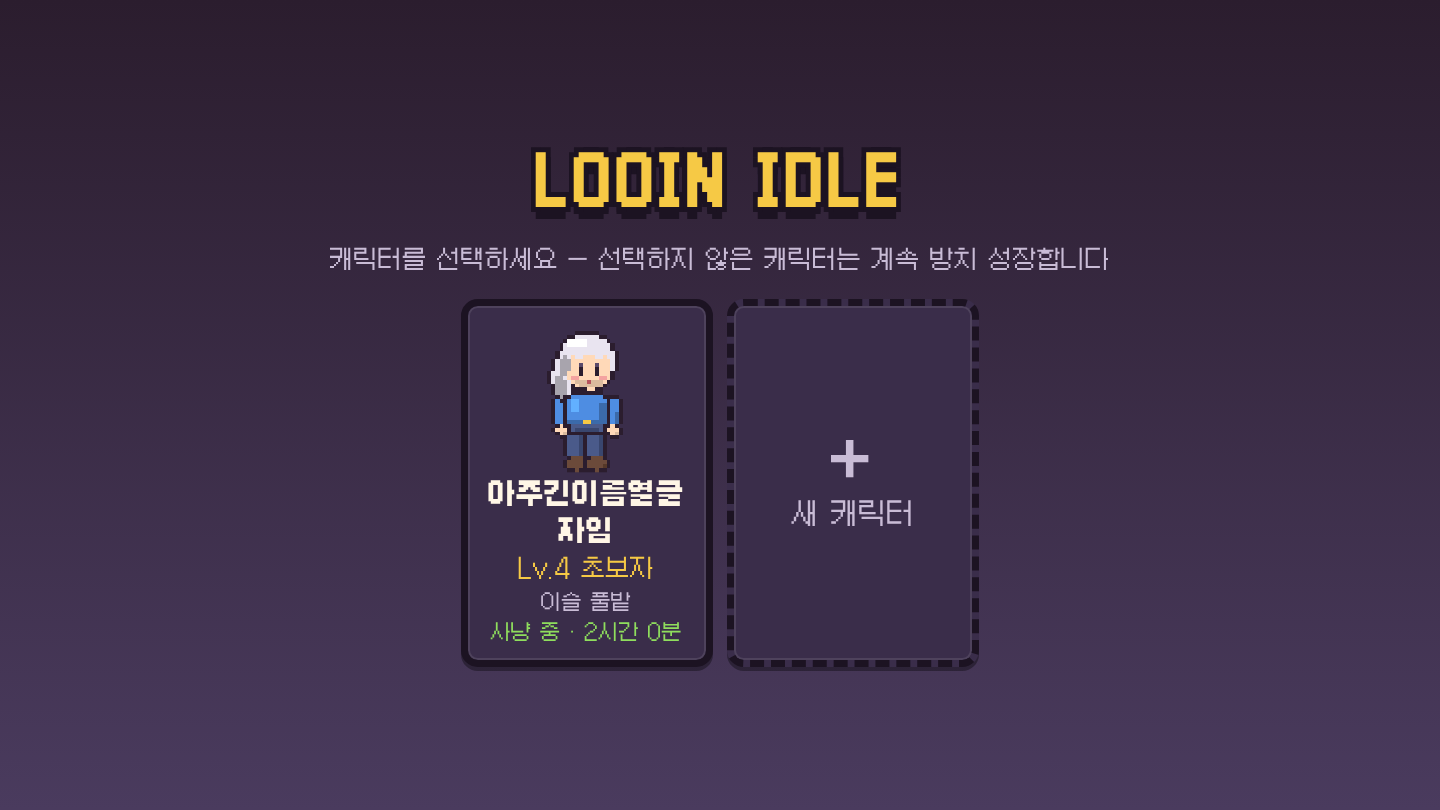 LOOIN IDLE
캐릭터를 선택하세요 — 선택하지 않은 캐릭터는 계속 방치 성장합니다
아주긴이름열글
자임
Lv.4 초보자
이슬 풀밭
사냥 중 · 2시간 0분
+
새 캐릭터